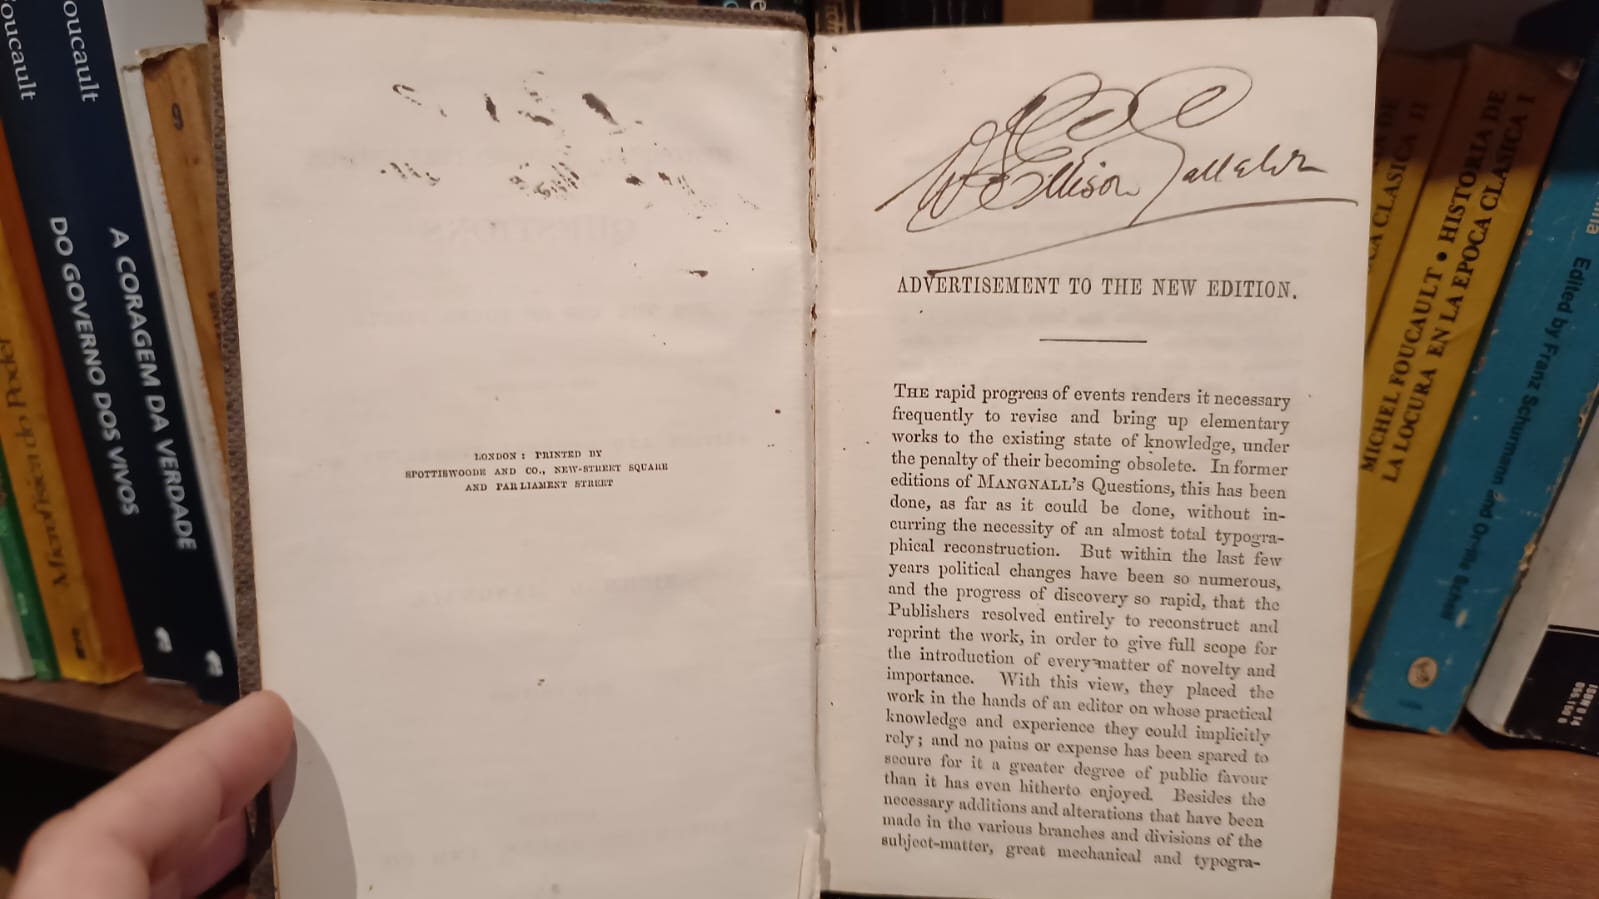 oucault
Foucault
DO GOVERNO DOS VIVOS
A CORAGEM DA VERDADE
Microfísica do Poder
LONDON: PRINTED BY
SPOTTISWOODE AND CO., NEW-STREET SQUARE
AND PARLIAMENT STREET
Ellison
ADVERTISEMENT TO THE NEW EDITION.
THE rapid progress of events renders it necessary
frequently to revise and bring up elementary
works to the existing state of knowledge, under
the penalty of their becoming obsolete. In former
editions of MANGNALL'S Questions, this has been
done, as far as it could be done, without in-
curring the necessity of an almost total typogra-
phical reconstruction. But within the last few
years political changes have been so numerous,
and the progress of discovery so rapid, that the
Publishers resolved entirely to reconstruct and
reprint the work, in order to give full scope for
the introduction of every matter of novelty and
importance. With this view, they placed the
work in the hands of an editor on whose practical
knowledge and experience they could implicitly
rely; and no pains or expense has been spared to
secure for it a greater degree of public favour
than it has even hitherto enjoyed. Besides the
necessary additions and alterations that have been
made in the various branches and divisions of the
subject-matter, great mechanical and typogra-
CA CLASICA II
MICHEL FOUCAULT • HISTORIA DE
LA LOCURA EN LA EPOCA CLASICA I
Edited by Franz Schurmann and Orville Schell
ISBN 0 14